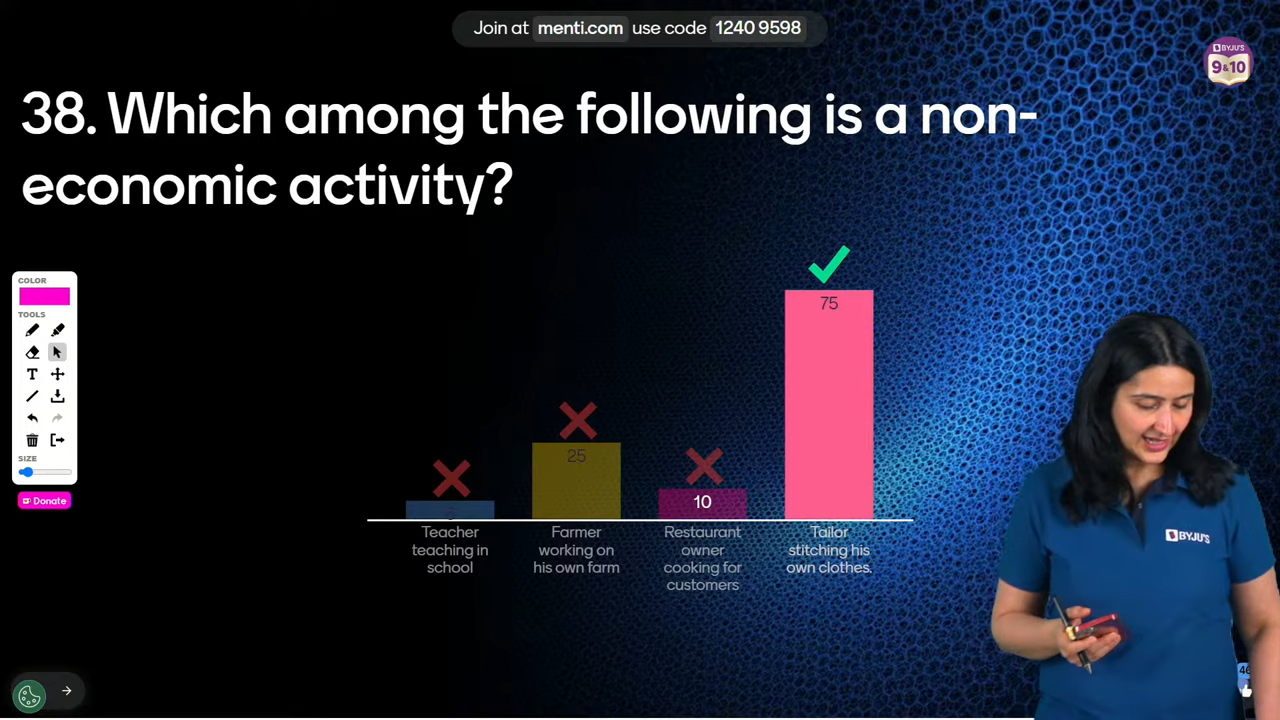 Join at menti.com use code 1240 9598
BYJU'S
9&10
38. Which among the following is a non-
economic activity?
COLOR
TOOLS
T
SIZE
Donate
75
25
10
Teacher
teaching in
school
Farmer
working on
his own farm
Restaurant
owner
cooking for
customers
Tailor
stitching his
own clothes.
BYJU'S